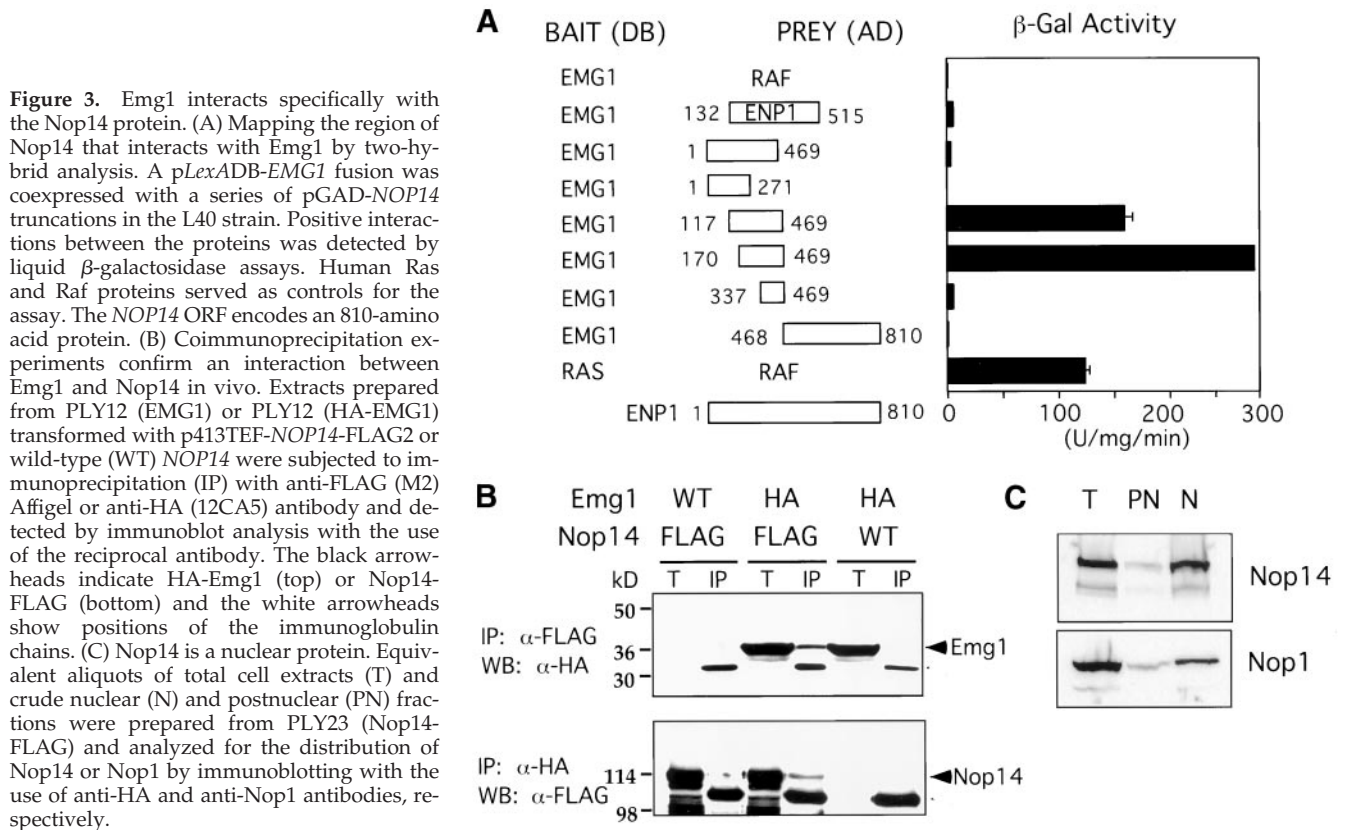 Figure 3. Emg1 interacts specifically with
the Nop14 protein. (A) Mapping the region of
Nop14 that interacts with Emg1 by two-hy-
brid analysis. A pLexADB-EMG1 fusion was
coexpressed with a series of pGAD-NOP14
truncations in the L40 strain. Positive interac-
tions between the proteins was detected by
liquid β-galactosidase assays. Human Ras
and Raf proteins served as controls for the
assay. The NOP14 ORF encodes an 810-amino
acid protein. (B) Coimmunoprecipitation ex-
periments confirm an interaction between
Emg1 and Nop14 in vivo. Extracts prepared
from PLY12 (EMG1) or PLY12 (HA-EMG1)
transformed with p413TEF-NOP14-FLAG2 or
wild-type (WT) NOP14 were subjected to im-
munoprecipitation (IP) with anti-FLAG (M2)
Affigel or anti-HA (12CA5) antibody and de-
tected by immunoblot analysis with the use
of the reciprocal antibody. The black arrow-
heads indicate HA-Emg1 (top) or Nop14-
FLAG (bottom) and the white arrowheads
show positions of the immunoglobulin
chains. (C) Nop14 is a nuclear protein. Equiv-
alent aliquots of total cell extracts (T) and
crude nuclear (N) and postnuclear (PN) frac-
tions were prepared from PLY23 (Nop14-
FLAG) and analyzed for the distribution of
Nop14 or Nop1 by immunoblotting with the
use of anti-HA and anti-Nop1 antibodies, re-
spectively.
A
BAIT (DB) PREY (AD) β-Gal Activity
EMG1 RAF
EMG1 132 ENP1 515
EMG1 1 469
EMG1 1 271
EMG1 117 469
EMG1 170 469
EMG1 337 469
EMG1 468 810
RAS RAF
ENP1 1 810
0 100 200 300
(U/mg/min)
B
Emg1 WT HA HA
Nop14 FLAG FLAG WT
kD T IP T IP T IP
50
IP: α-FLAG 36 Emg1
WB: α-HA 30
IP: α-HA 114 Nop14
WB: α-FLAG 98
C
T PN N
Nop14
Nop1